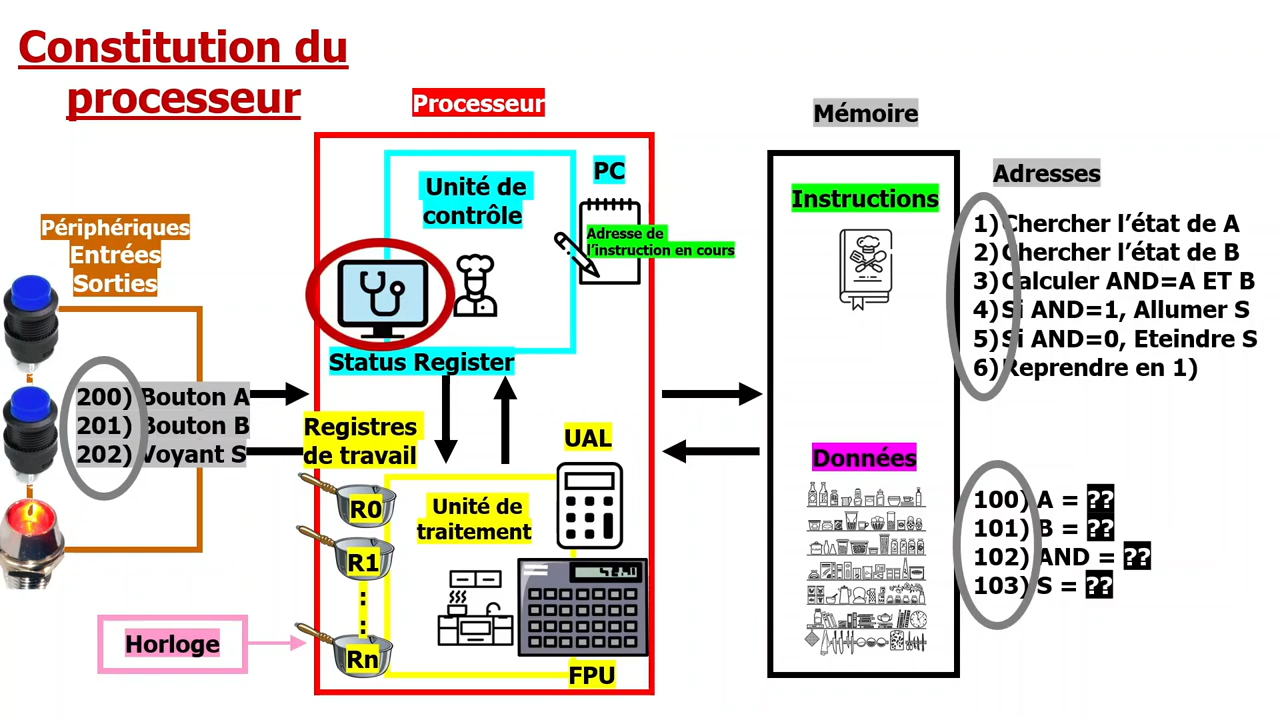 Constitution du
processeur
Processeur
Mémoire
Périphériques
Entrées
Sorties
200) Bouton A
201) Bouton B
202) Voyant S
Horloge
Unité de
contrôle
PC
Adresse de
l’instruction en cours
Status Register
Registres
de travail
UAL
R0
R1
Rn
Unité de
traitement
FPU
Instructions
Données
Adresses
1) Chercher l’état de A
2) Chercher l’état de B
3) Calculer AND=A ET B
4) Si AND=1, Allumer S
5) Si AND=0, Eteindre S
6) Reprendre en 1)
100) A = ??
101) B = ??
102) AND = ??
103) S = ??